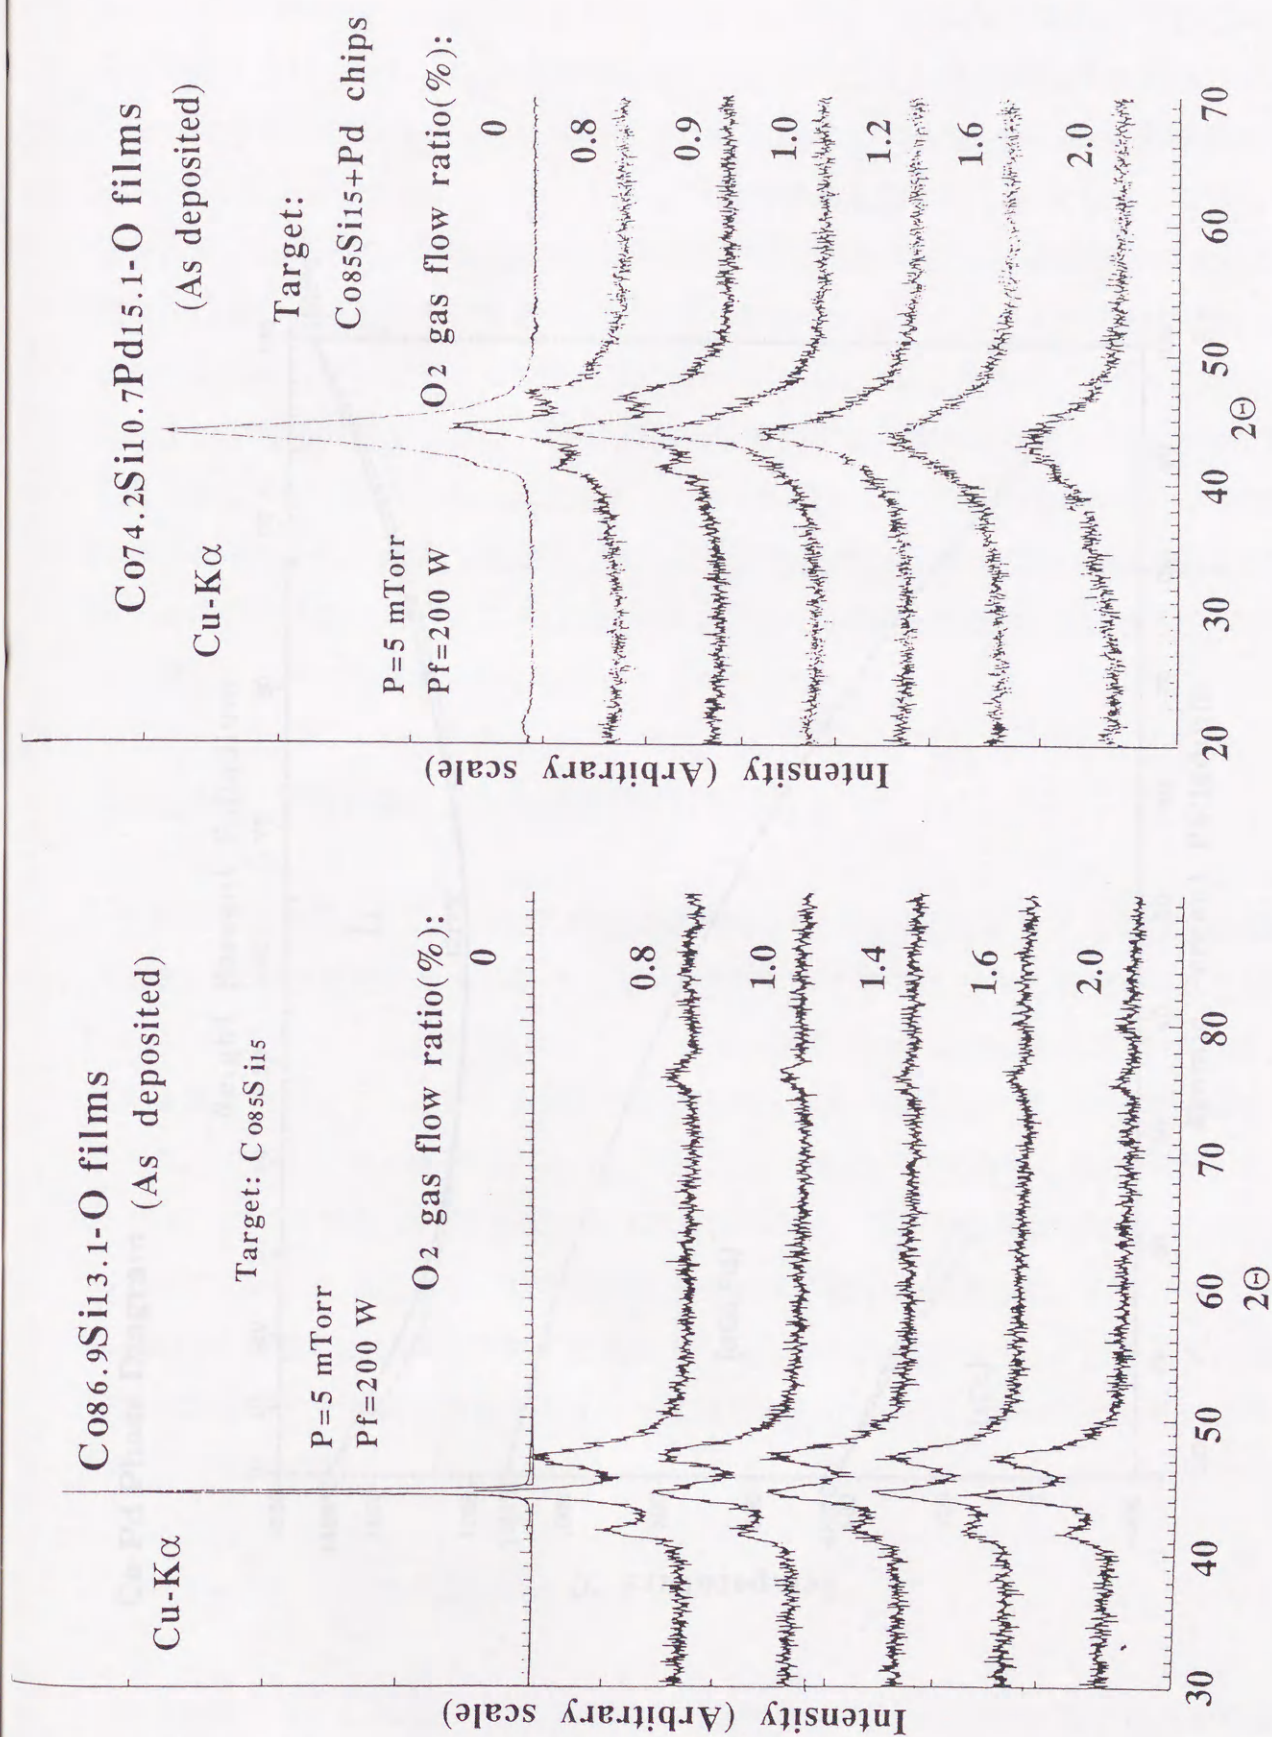 Co86.9Si13.1-O films
(As deposited)
Cu-Kα
Target: Co85Si15
P=5 mTorr
Pf=200 W
O2 gas flow ratio(%):
0
0.8
1.0
1.4
1.6
2.0
Intensity (Arbitrary scale)
30 40 50 60 70 80
2Θ
Co74.2Si10.7Pd15.1-O films
(As deposited)
Cu-Kα
Target:
Co85Si15+Pd chips
P=5 mTorr
Pf=200 W
O2 gas flow ratio(%):
0
0.8
0.9
1.0
1.2
1.6
2.0
Intensity (Arbitrary scale)
20 30 40 50 60 70
2Θ